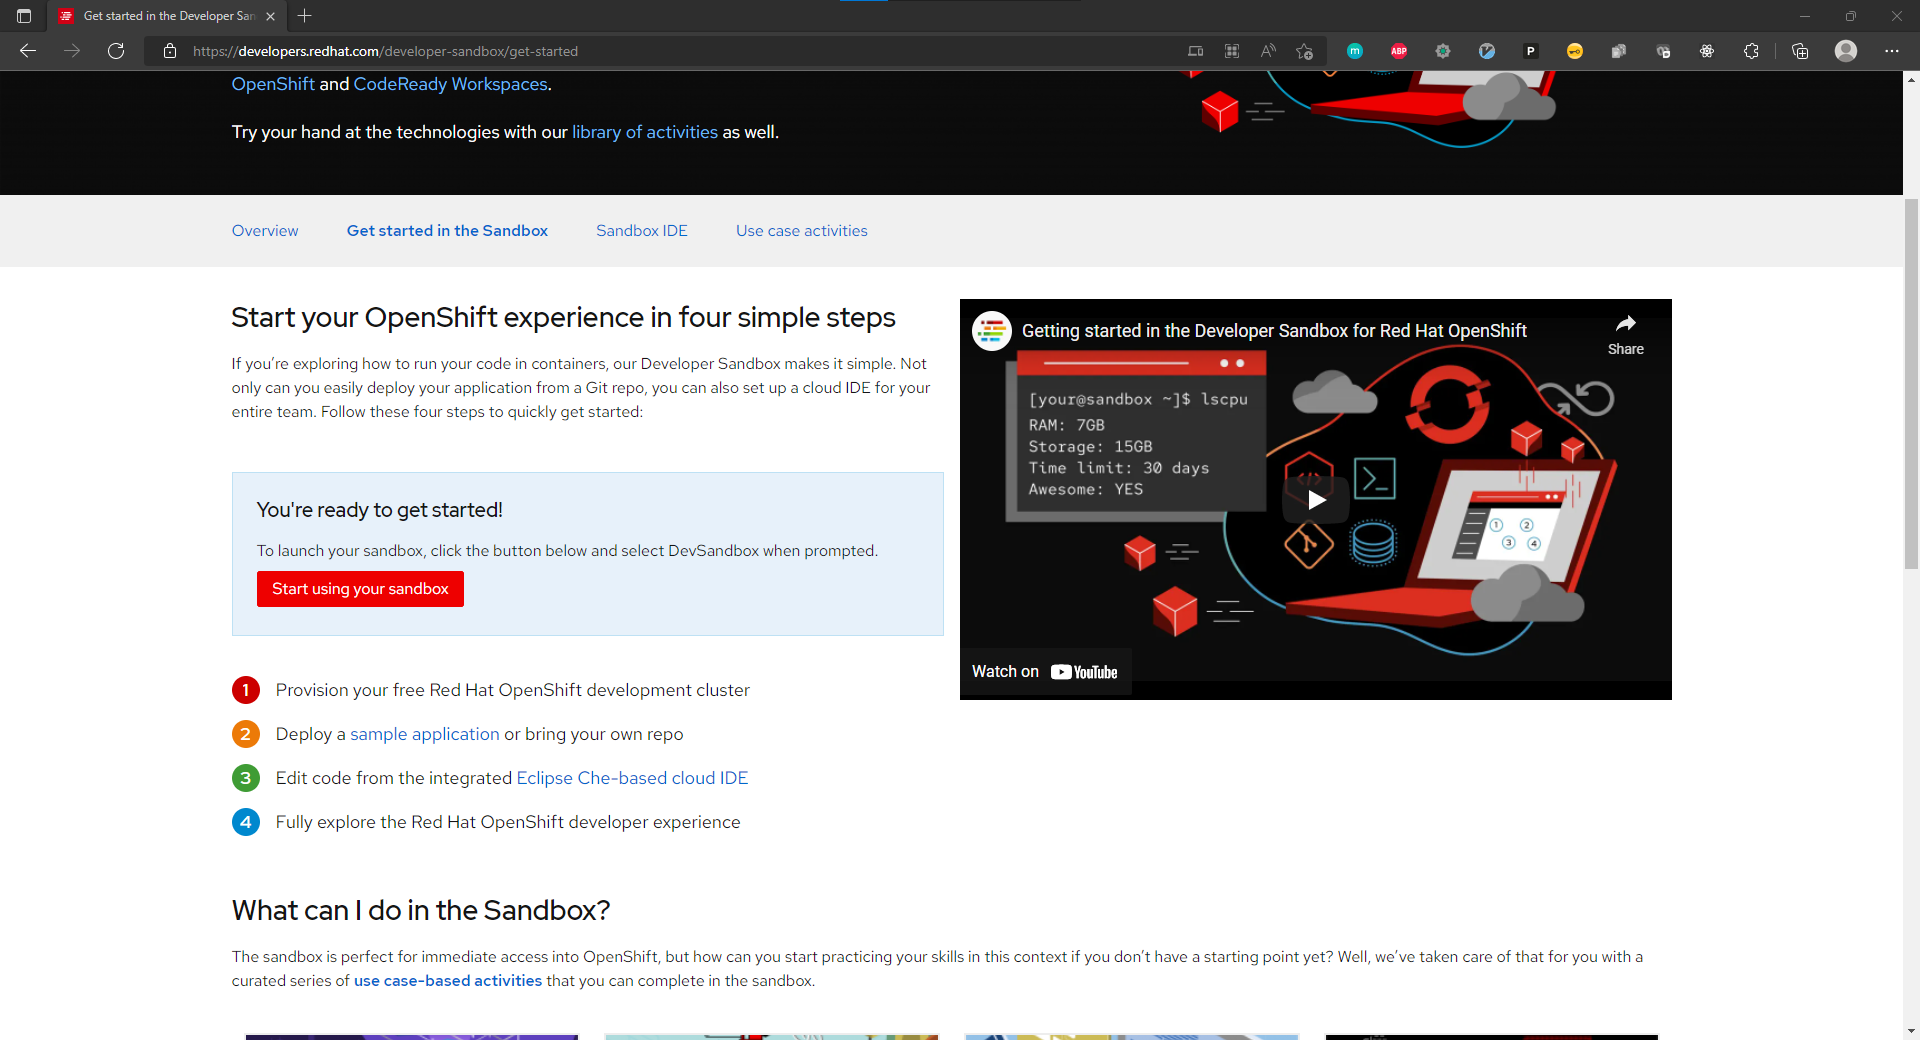 Get started in the Developer San
https://developers.redhat.com/developer-sandbox/get-started
OpenShift and CodeReady Workspaces.
Try your hand at the technologies with our library of activities as well.
Overview
Get started in the Sandbox
Sandbox IDE
Use case activities
Start your OpenShift experience in four simple steps
If you’re exploring how to run your code in containers, our Developer Sandbox makes it simple. Not
only can you easily deploy your application from a Git repo, you can also set up a cloud IDE for your
entire team. Follow these four steps to quickly get started:
You're ready to get started!
To launch your sandbox, click the button below and select DevSandbox when prompted.
Start using your sandbox
1 Provision your free Red Hat OpenShift development cluster
2 Deploy a sample application or bring your own repo
3 Edit code from the integrated Eclipse Che-based cloud IDE
4 Fully explore the Red Hat OpenShift developer experience
Getting started in the Developer Sandbox for Red Hat OpenShift
Share
[your@sandbox ~]$ lscpu
RAM: 7GB
Storage: 15GB
Time limit: 30 days
Awesome: YES
1 2
3 4
Watch on YouTube
What can I do in the Sandbox?
The sandbox is perfect for immediate access into OpenShift, but how can you start practicing your skills in this context if you don’t have a starting point yet? Well, we’ve taken care of that for you with a
curated series of use case-based activities that you can complete in the sandbox.